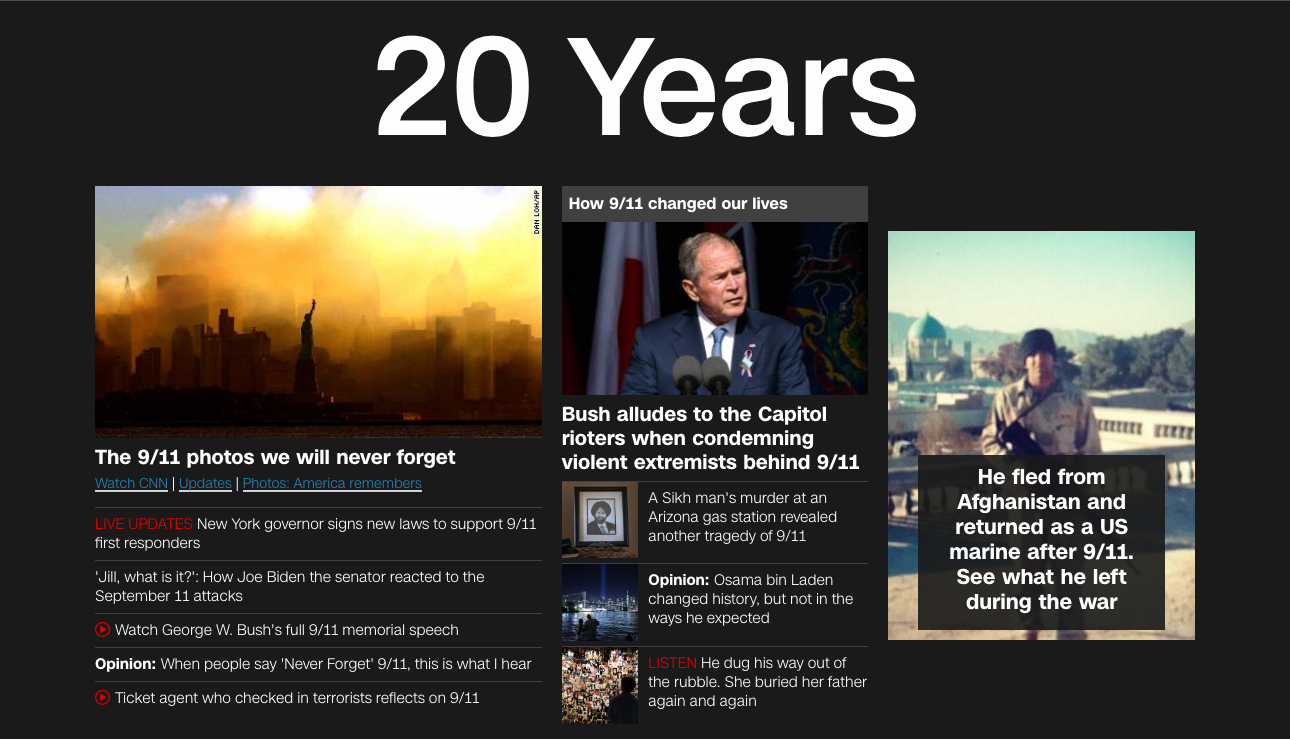 20 Years
DAN LOH/AP
The 9/11 photos we will never forget
Watch CNN | Updates | Photos: America remembers
LIVE UPDATES New York governor signs new laws to support 9/11
first responders
'Jill, what is it?': How Joe Biden the senator reacted to the
September 11 attacks
Watch George W. Bush's full 9/11 memorial speech
Opinion: When people say 'Never Forget' 9/11, this is what I hear
Ticket agent who checked in terrorists reflects on 9/11
How 9/11 changed our lives
Bush alludes to the Capitol
rioters when condemning
violent extremists behind 9/11
A Sikh man's murder at an
Arizona gas station revealed
another tragedy of 9/11
Opinion: Osama bin Laden
changed history, but not in the
ways he expected
LISTEN He dug his way out of
the rubble. She buried her father
again and again
He fled from
Afghanistan and
returned as a US
marine after 9/11.
See what he left
during the war